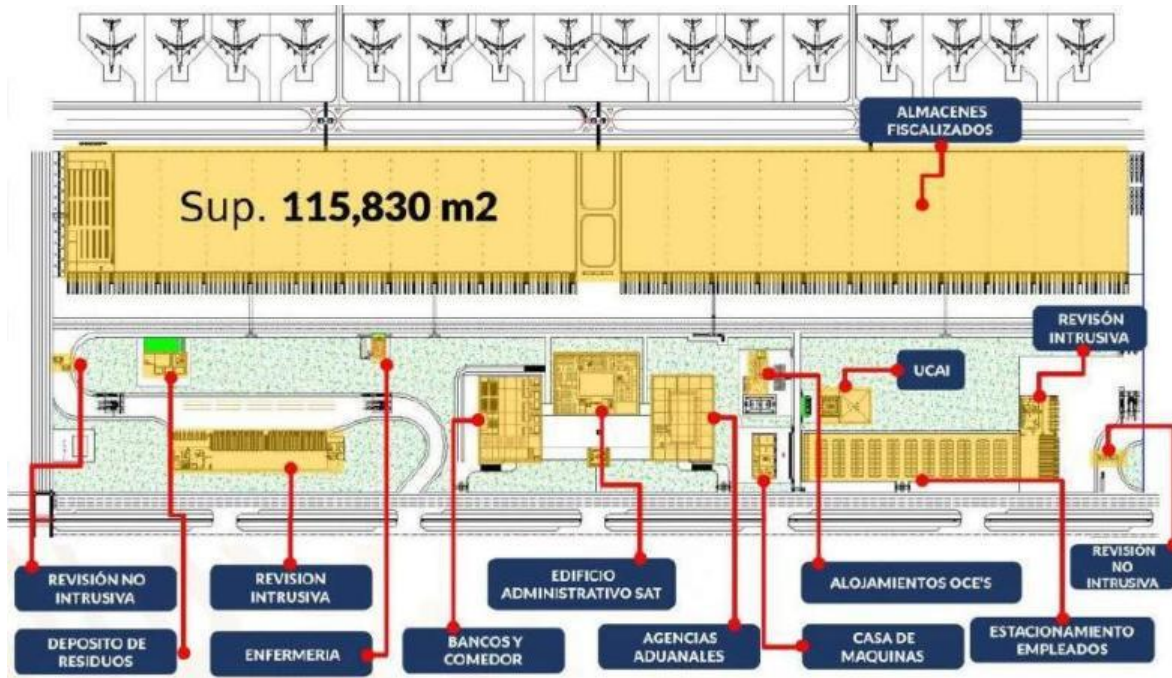 ALMACENES
FISCALIZADOS
Sup. 115,830 m2
REVISÓN
INTRUSIVA
UCAI
REVISIÓN NO
INTRUSIVA
REVISION
INTRUSIVA
EDIFICIO
ADMINISTRATIVO SAT
ALOJAMIENTOS OCE'S
REVISIÓN
NO
INTRUSIVA
DEPOSITO DE
RESIDUOS
ENFERMERIA
BANCOS Y
COMEDOR
AGENCIAS
ADUANALES
CASA DE
MAQUINAS
ESTACIONAMIENTO
EMPLEADOS